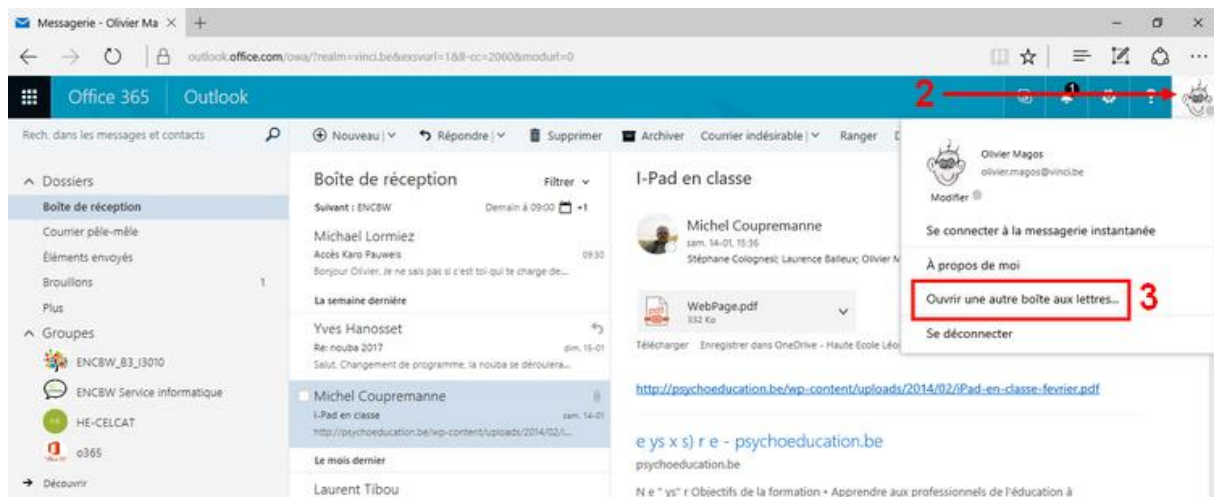 Messagerie - Olivier Ma
outlook.office.com/owa/?realm=vinci.be&exsvurl=1&ll-cc=2060&modurl=0
Office 365 Outlook
2
1
?
Rech. dans les messages et contacts
Nouveau
Répondre
Supprimer
Archiver
Courrier indésirable
Ranger
Dossiers
Boîte de réception
Courrier pêle-mêle
Éléments envoyés
Brouillons 1
Plus
Groupes
ENCBW_B3_I3010
ENCBW Service informatique
HE-CELCAT
o365
Découvrir
Boîte de réception Filtrer
Suivant : ENCBW Demain à 09:00 +1
Michael Lormiez
Accès Karo Pauwels 09:30
Bonjour Olivier, Je ne sais pas si c'est toi qui te charge de...
La semaine dernière
Yves Hanosset
Re: nouba 2017 dim. 15-01
Salut, Changement de programme, la nouba se déroulera...
Michel Coupremanne
I-Pad en classe sam. 14-01
http://psychoeducation.be/wp-content/uploads/2014/02/i...
Le mois dernier
Laurent Tibou
I-Pad en classe
Michel Coupremanne
sam. 14-01, 15:36
Stéphane Colognesi; Laurence Balleux; Olivier M
pdf
WebPage.pdf
332 Ko
Télécharger Enregistrer dans OneDrive - Haute Ecole Léo
http://psychoeducation.be/wp-content/uploads/2014/02/iPad-en-classe-fevrier.pdf
e ys x s) r e - psychoeducation.be
psychoeducation.be
N e " ys" r Objectifs de la formation • Apprendre aux professionnels de l'éducation à
Olivier Magos
olivier.magos@vinci.be
Modifier
Se connecter à la messagerie instantanée
À propos de moi
Ouvrir une autre boîte aux lettres...
3
Se déconnecter